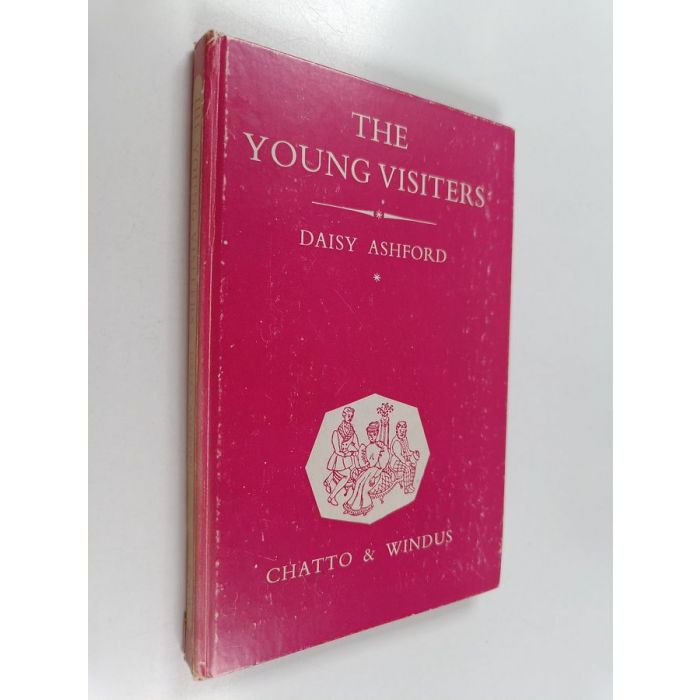 THE
YOUNG VISITERS
DAISY ASHFORD
CHATTO & WINDUS